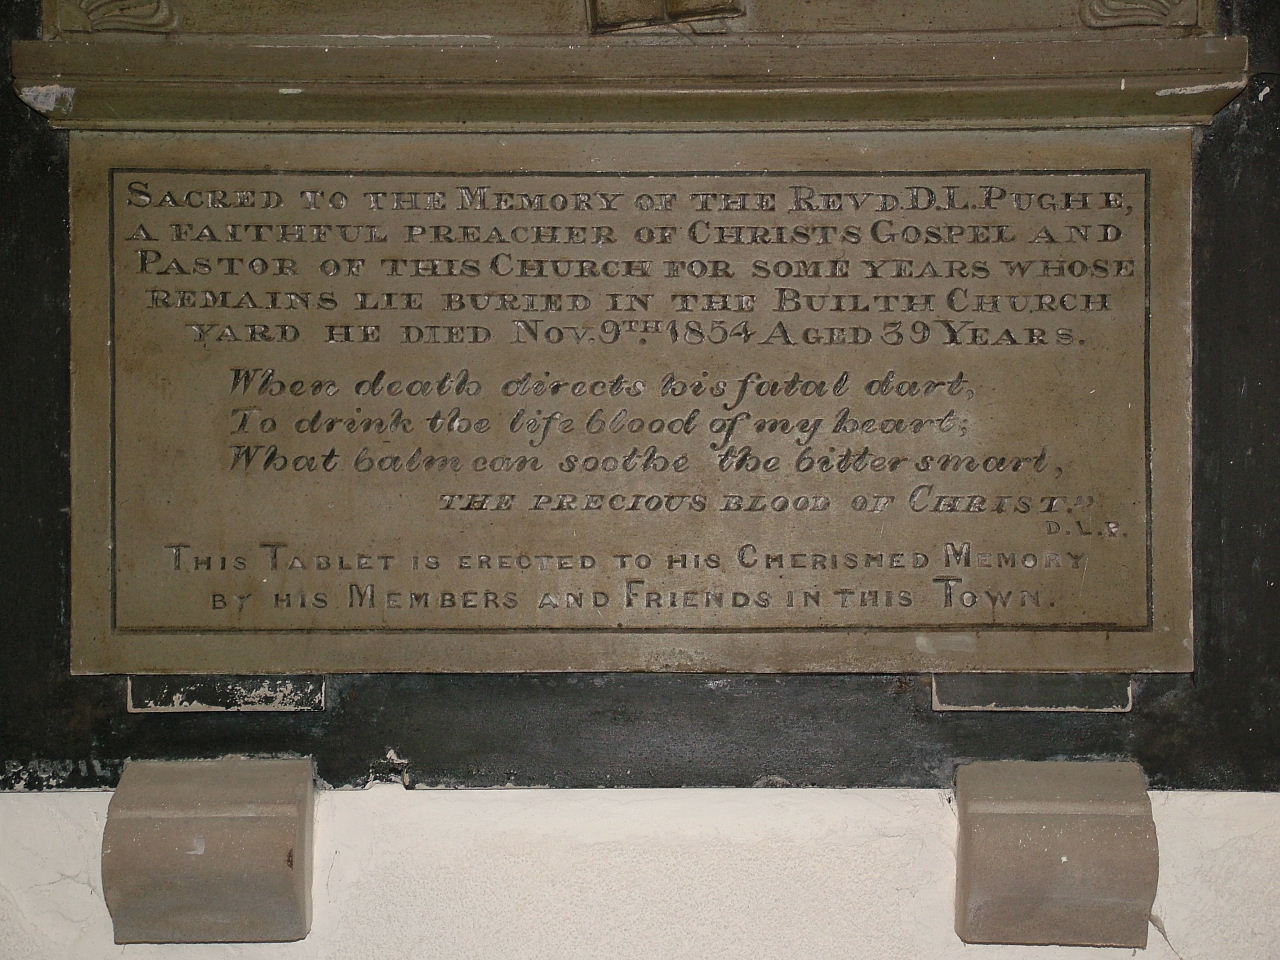 SACRED TO THE MEMORY OF THE REVD. D.L. PUGHE,
A FAITHFUL PREACHER OF CHRISTS GOSPEL AND
PASTOR OF THIS CHURCH FOR SOME YEARS WHOSE
REMAINS LIE BURIED IN THE BUILTH CHURCH
YARD HE DIED NOV. 9TH. 1854 AGED 39 YEARS.
When death directs his fatal dart,
To drink the life blood of my heart;
What balm can soothe the bitter smart,
THE PRECIOUS BLOOD OF CHRIST."
D.L.P.
THIS TABLET IS ERECTED TO HIS CHERISHED MEMORY
BY HIS MEMBERS AND FRIENDS IN THIS TOWN.